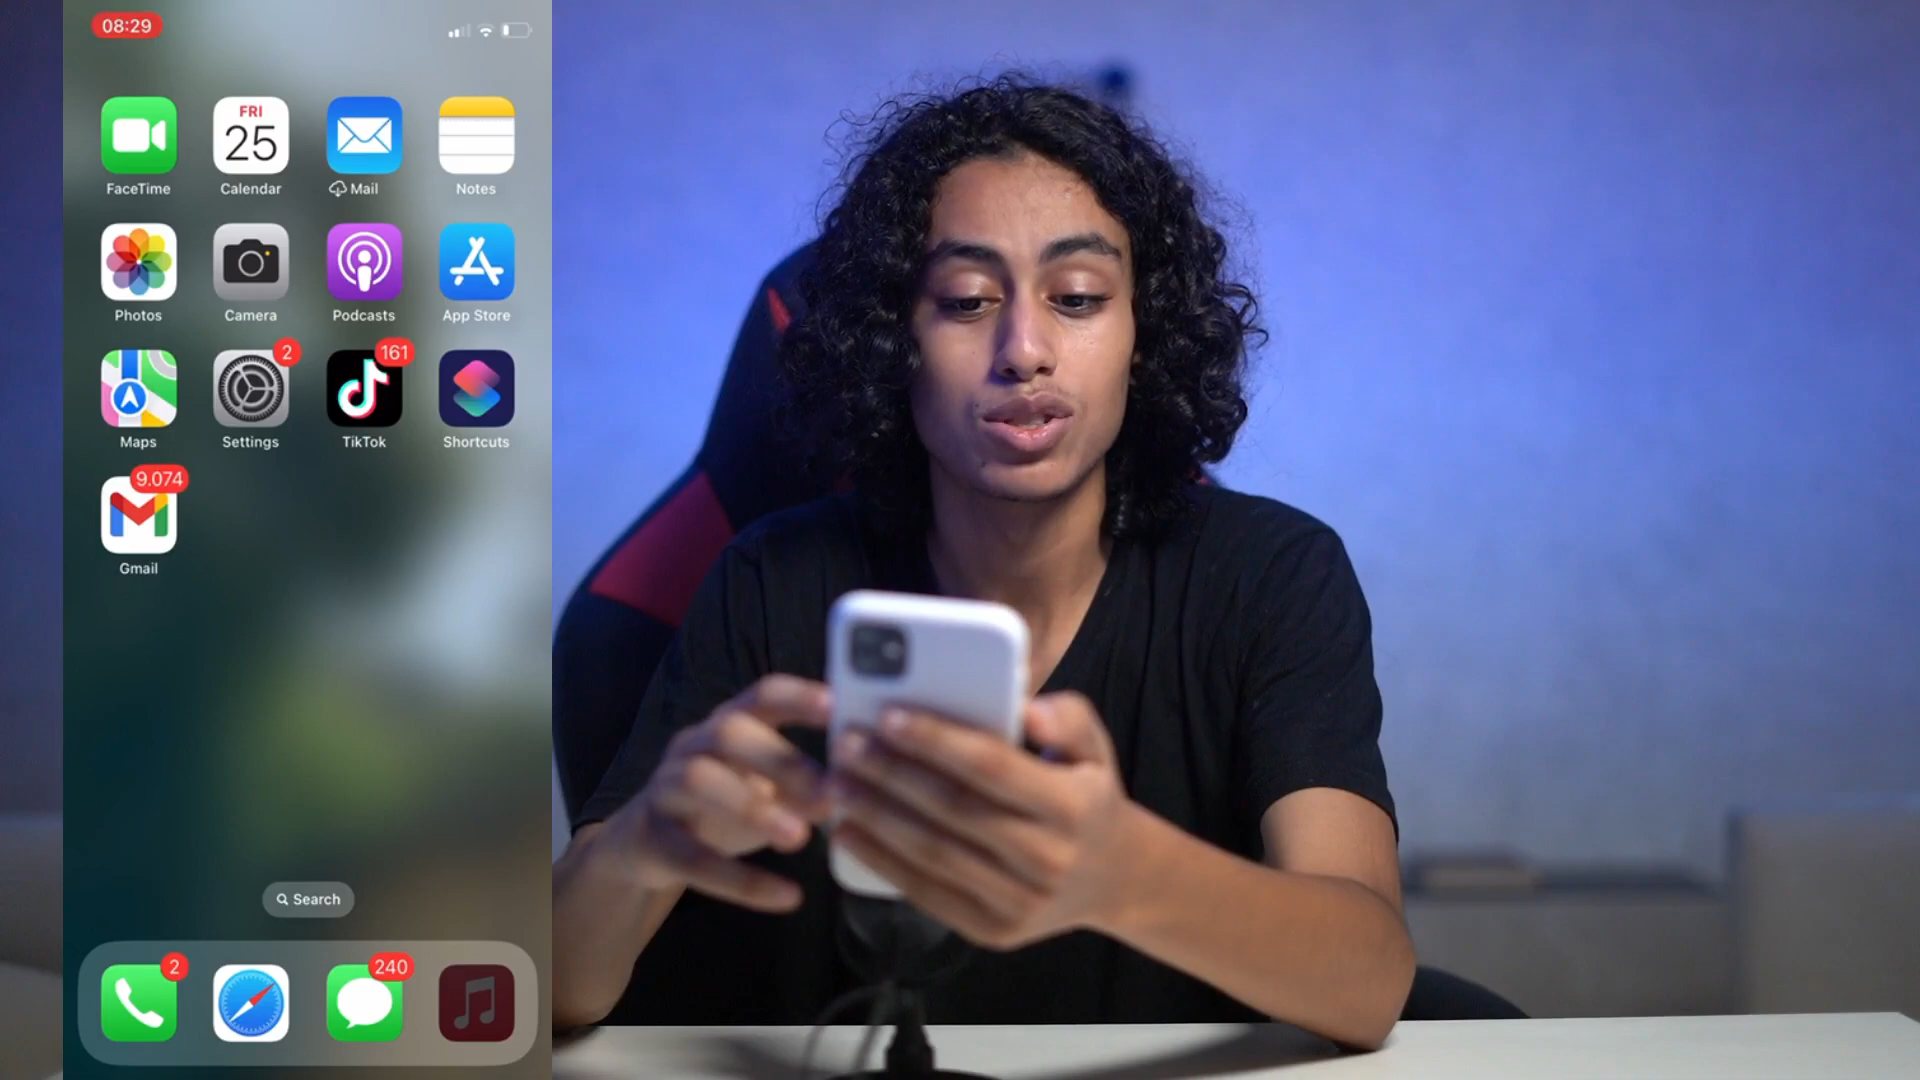 08:29
FRI
25
FaceTime
Calendar
Mail
Notes
Photos
Camera
Podcasts
App Store
2
161
Maps
Settings
TikTok
Shortcuts
9.074
Gmail
Search
2
240